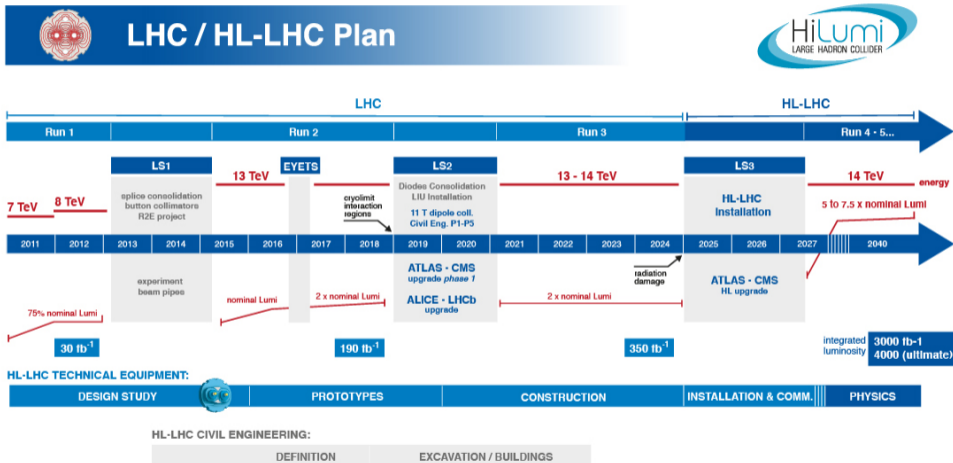 LHC / HL-LHC Plan
HiLumi
LARGE HADRON COLLIDER
LHC
HL-LHC
Run 1
Run 2
Run 3
Run 4 - 5...
LS1
EYETS
LS2
LS3
splice consolidation
button collimators
R2E project
Diodes Consolidation
LIU Installation
11 T dipole coll.
Civil Eng. P1-P5
HL-LHC
Installation
7 TeV
8 TeV
13 TeV
13 - 14 TeV
14 TeV
energy
cryolimit
interaction
regions
5 to 7.5 x nominal Lumi
2011 2012 2013 2014 2015 2016 2017 2018 2019 2020 2021 2022 2023 2024 2025 2026 2027 2040
experiment
beam pipes
ATLAS - CMS
upgrade phase 1
ALICE - LHCb
upgrade
radiation
damage
ATLAS - CMS
HL upgrade
75% nominal Lumi
nominal Lumi
2 x nominal Lumi
2 x nominal Lumi
30 fb-1
190 fb-1
350 fb-1
integrated
luminosity
3000 fb-1
4000 (ultimate)
HL-LHC TECHNICAL EQUIPMENT:
DESIGN STUDY
PROTOTYPES
CONSTRUCTION
INSTALLATION & COMM.
PHYSICS
HL-LHC CIVIL ENGINEERING:
DEFINITION
EXCAVATION / BUILDINGS